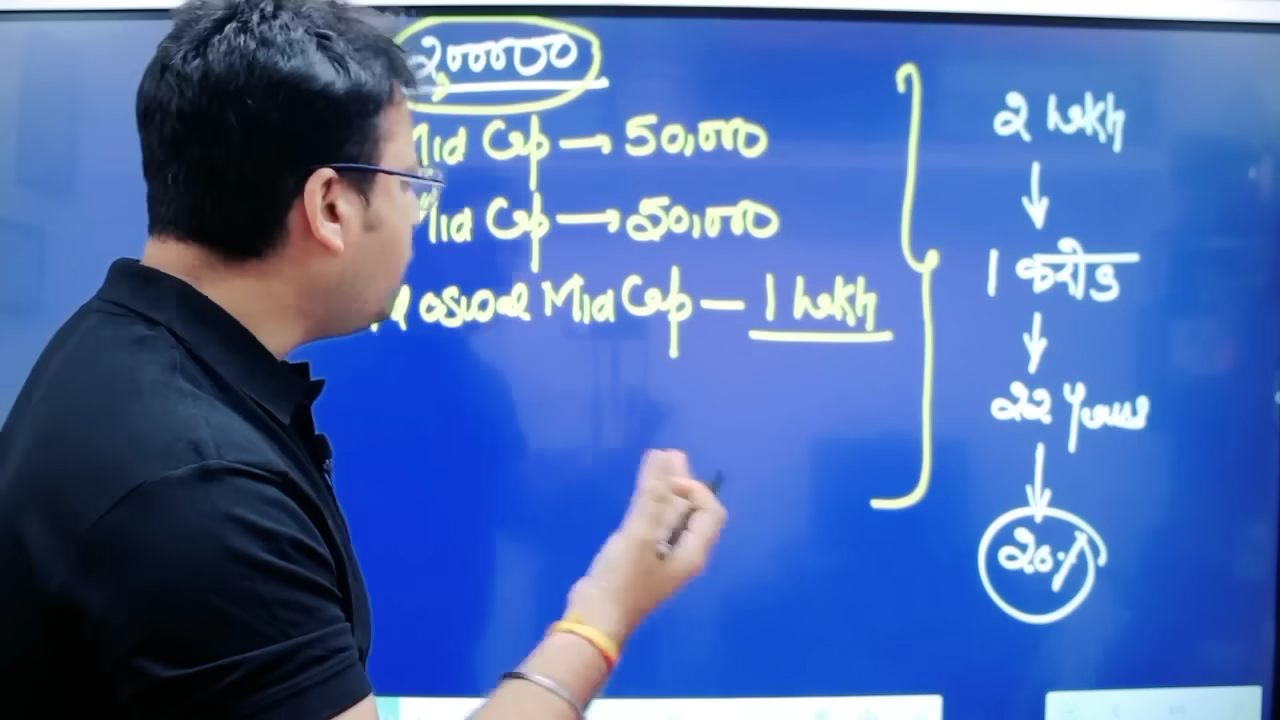 200000
Mid Cap → 50,000
Mid Cap → 50,000
oswal Mid Cap — 1 Lakh
2 Lakh
↓
1 करोड
↓
22 Years
↓
20%